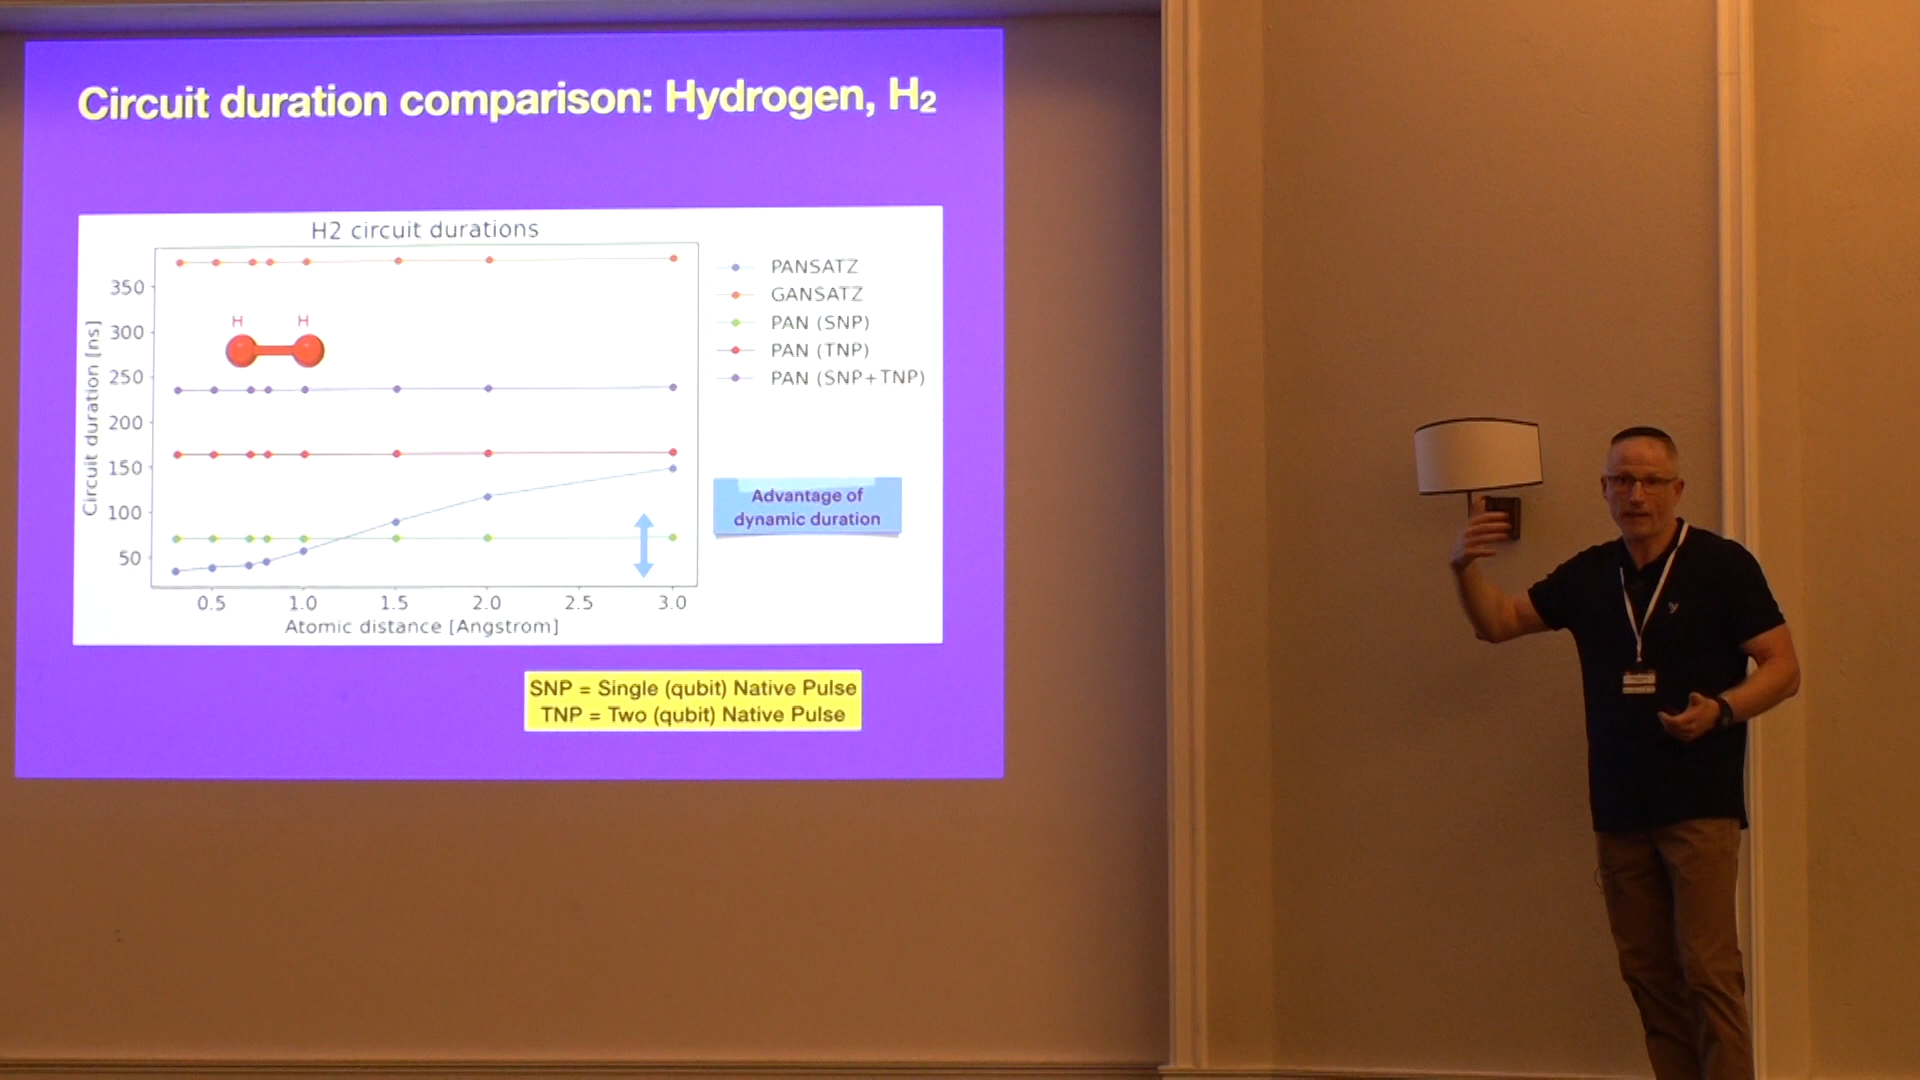 Circuit duration comparison: Hydrogen, H₂
H2 circuit durations
350
300
250
200
150
100
50
Circuit duration [ns]
H H
0.5 1.0 1.5 2.0 2.5 3.0
Atomic distance [Angstrom]
PANSATZ
GANSATZ
PAN (SNP)
PAN (TNP)
PAN (SNP+TNP)
Advantage of
dynamic duration
SNP = Single (qubit) Native Pulse
TNP = Two (qubit) Native Pulse